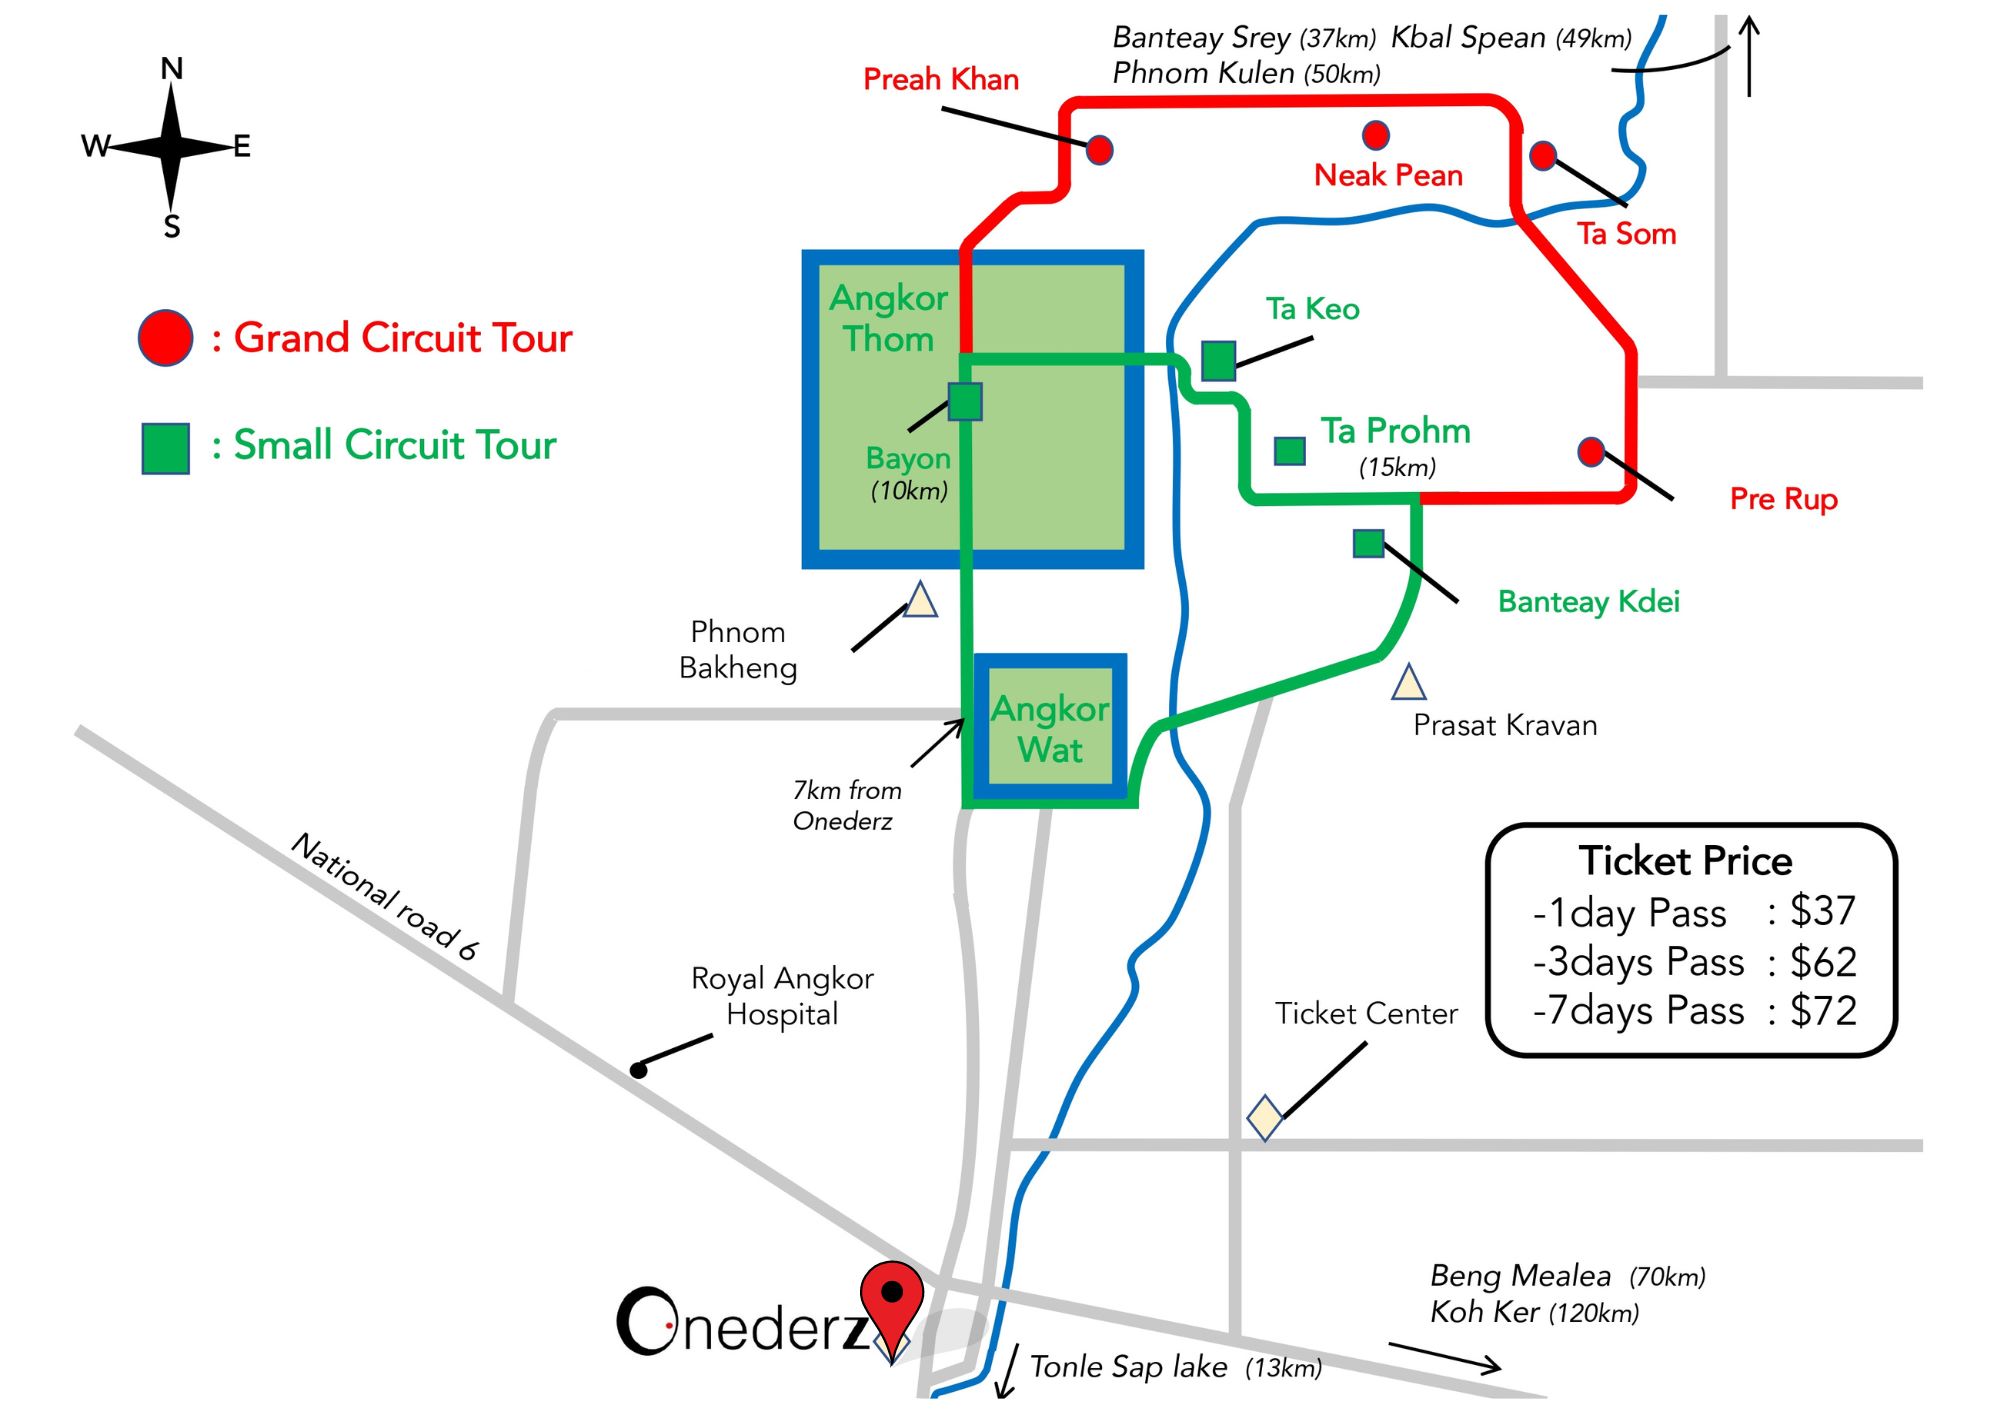 Banteay Srey (37km) Kbal Spean (49km)
Phnom Kulen (50km)
N
W E
S
Preah Khan
Neak Pean
Ta Som
: Grand Circuit Tour
: Small Circuit Tour
Angkor
Thom
Ta Keo
Bayon
(10km)
Ta Prohm
(15km)
Pre Rup
Banteay Kdei
Phnom
Bakheng
Angkor
Wat
Prasat Kravan
7km from
Onederz
National road 6
Ticket Price
-1day Pass : $37
-3days Pass : $62
-7days Pass : $72
Royal Angkor
Hospital
Ticket Center
Onederz
Beng Mealea (70km)
Koh Ker (120km)
Tonle Sap lake (13km)